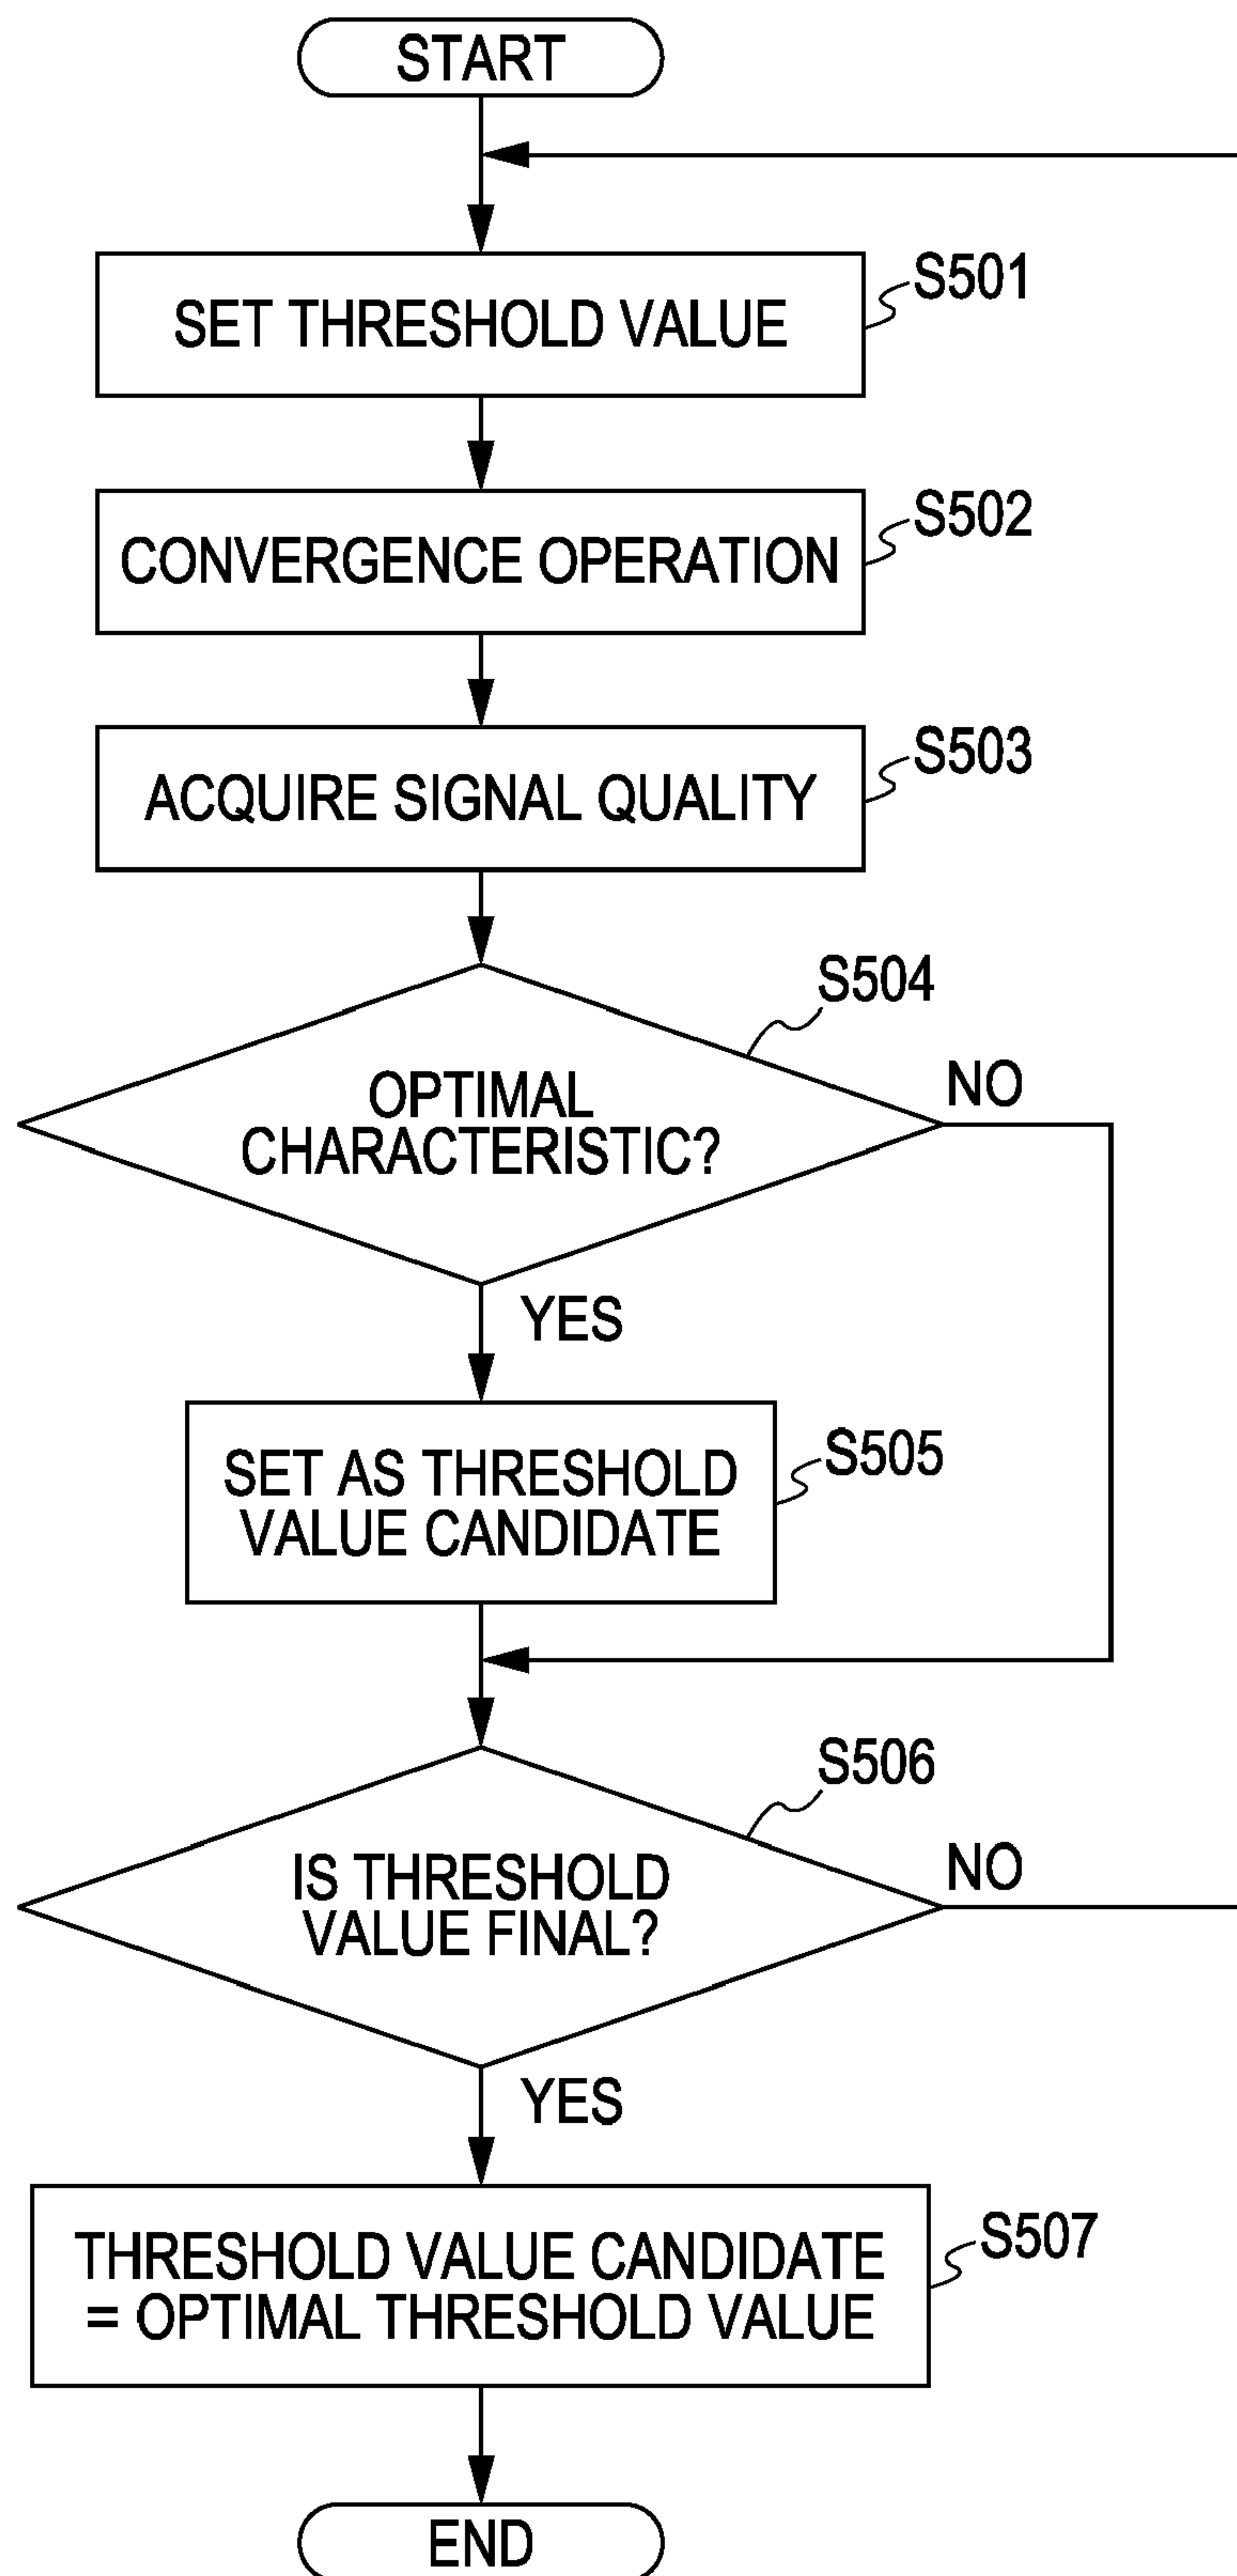 START
SET THRESHOLD VALUE
S501
CONVERGENCE OPERATION
S502
ACQUIRE SIGNAL QUALITY
S503
S504
OPTIMAL
CHARACTERISTIC?
NO
YES
SET AS THRESHOLD
VALUE CANDIDATE
S505
S506
IS THRESHOLD
VALUE FINAL?
NO
YES
THRESHOLD VALUE CANDIDATE
= OPTIMAL THRESHOLD VALUE
S507
END